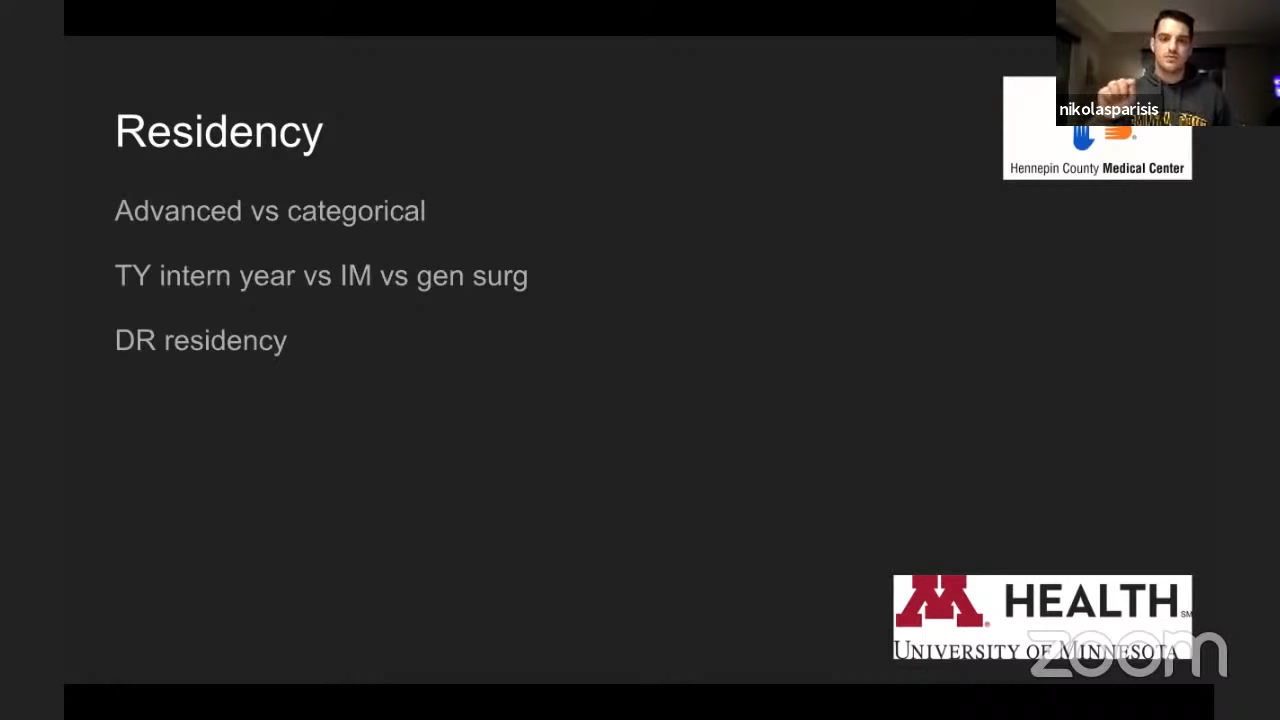 Residency
nikolasparisis
Hennepin County Medical Center
Advanced vs categorical
TY intern year vs IM vs gen surg
DR residency
M HEALTH SM
UNIVERSITY OF MINNESOTA
zoom